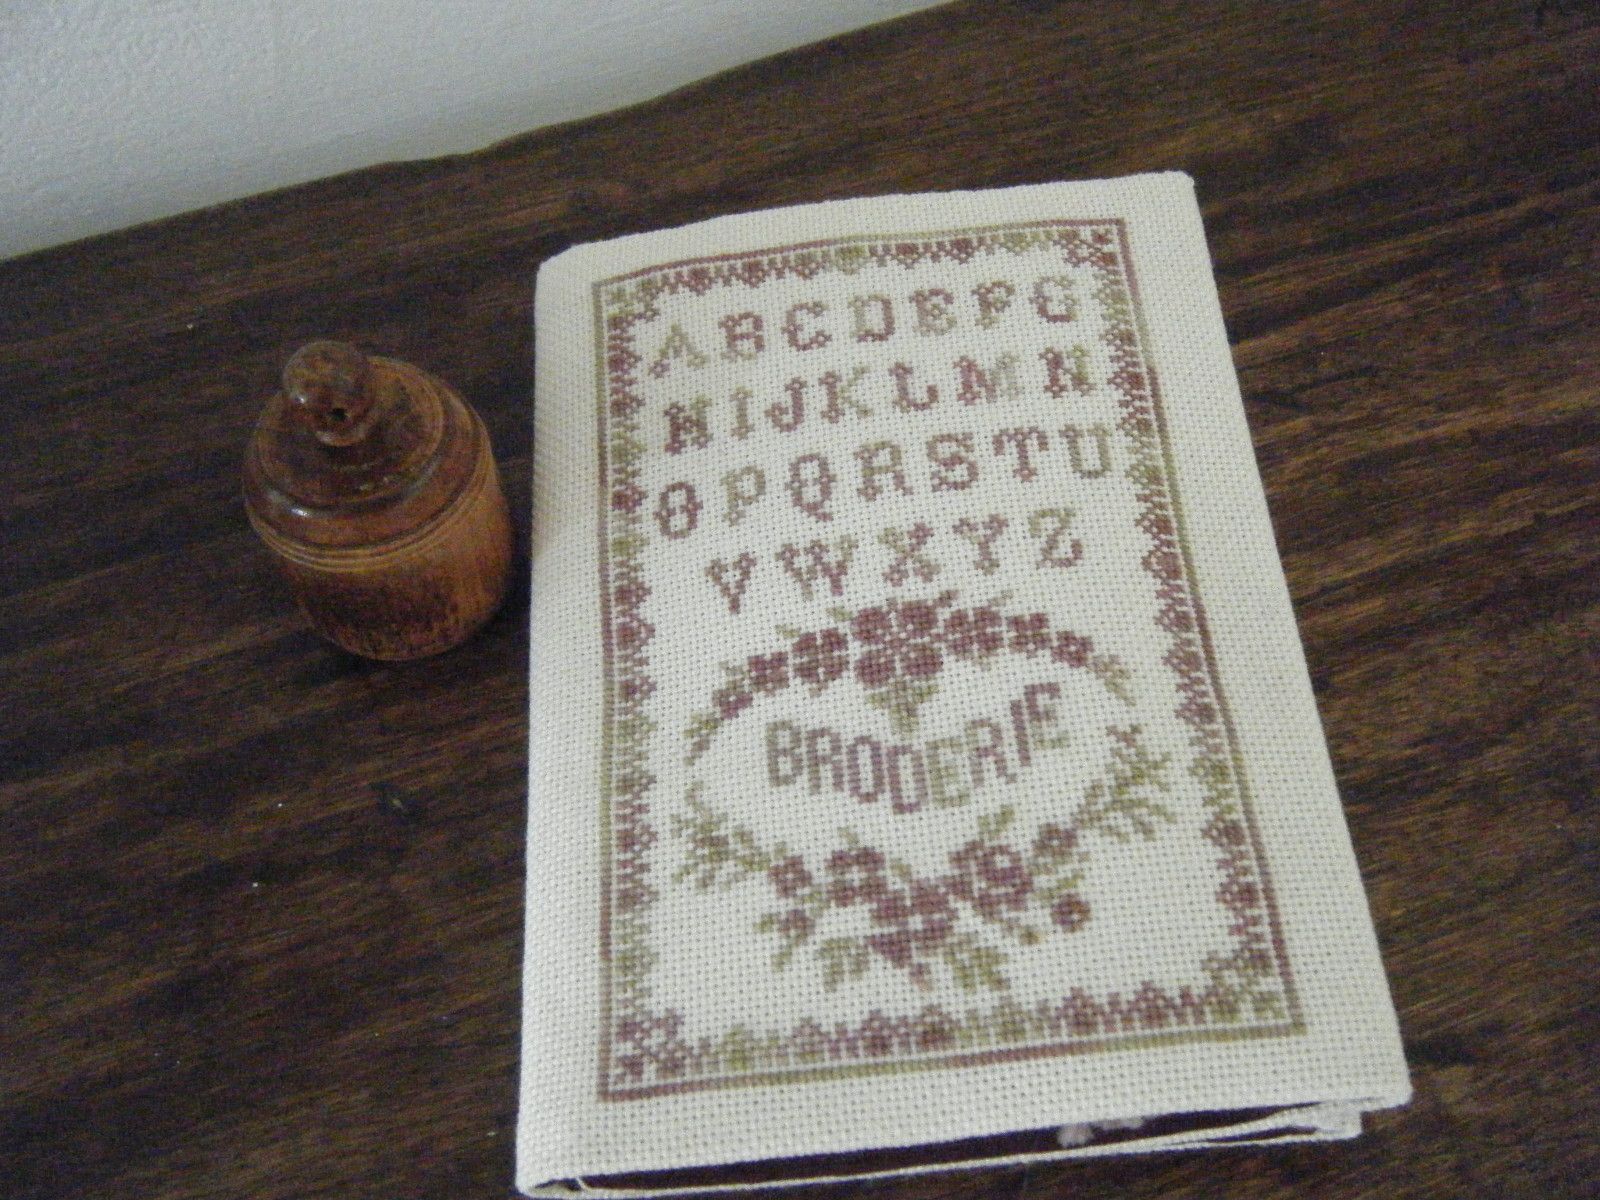 ABCDEFG
HIJKLMN
OPQRSTU
VWXYZ
BRODERIE